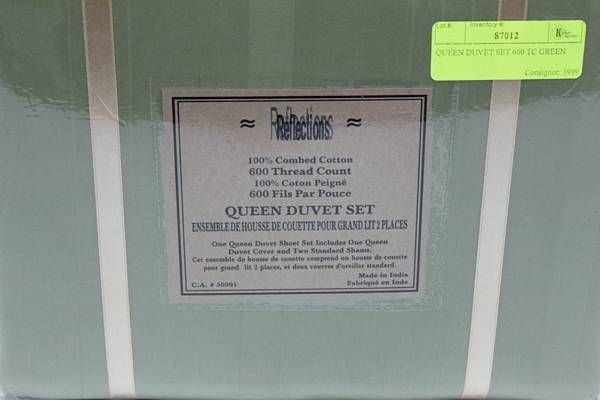 Lot #: Inventory #:
87012
QUEEN DUVET SET 600 TC GREEN
Consignor: 3999
≈ Réflections ≈
100% Combed Cotton
600 Thread Count
100% Coton Peigné
600 Fils Par Pouce
QUEEN DUVET SET
ENSEMBLE DE HOUSSE DE COUETTE POUR GRAND LIT 2 PLACES
One Queen Duvet Sheet Set Includes One Queen
Duvet Cover and Two Standard Shams.
Cet ensemble de housse de couette comprend un housse de couette
pour grand lit 2 places, et deux couvres d'oreiller standard.
Made in India
C.A. # 50991 Fabriqué en Inde